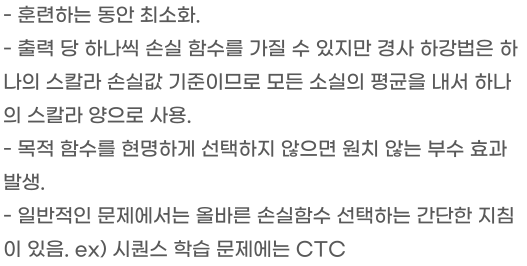 - 훈련하는 동안 최소화.
- 출력 당 하나씩 손실 함수를 가질 수 있지만 경사 하강법은 하
나의 스칼라 손실값 기준이므로 모든 소실의 평균을 내서 하나
의 스칼라 양으로 사용.
- 목적 함수를 현명하게 선택하지 않으면 원치 않는 부수 효과
발생.
- 일반적인 문제에서는 올바른 손실함수 선택하는 간단한 지침
이 있음. ex) 시퀀스 학습 문제에는 CTC